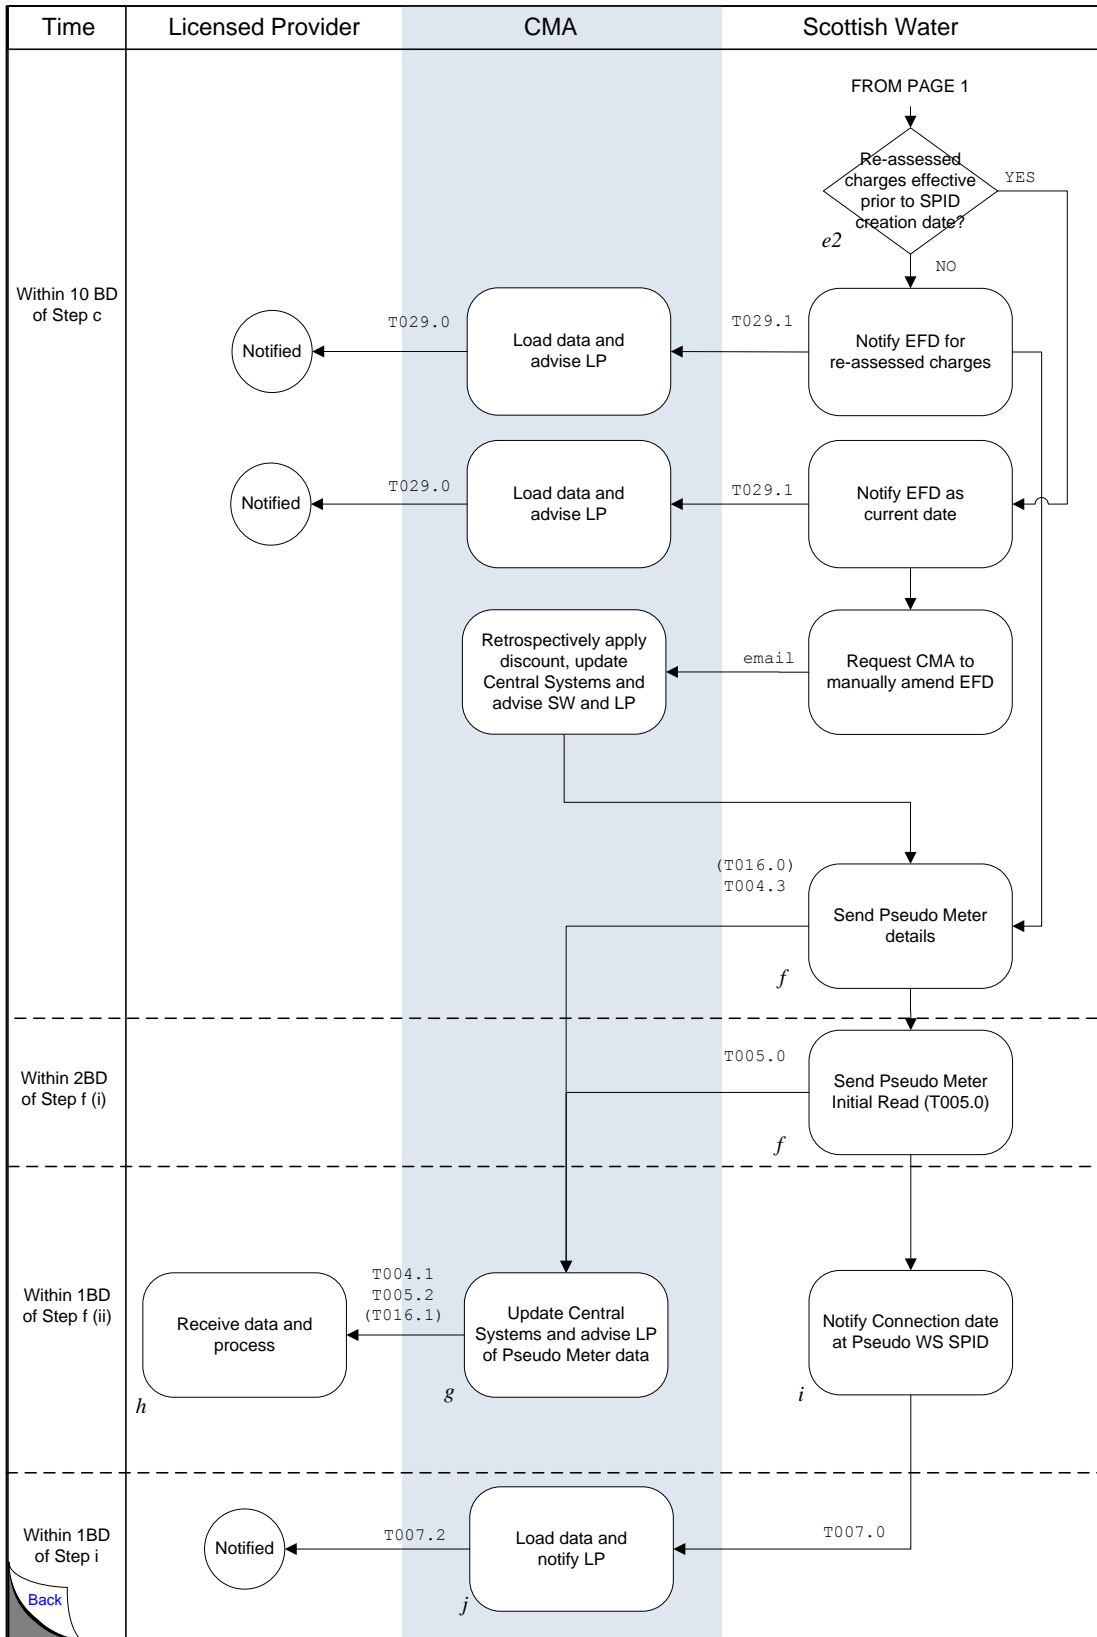 Time
Licensed Provider
CMA
Scottish Water
FROM PAGE 1
Re-assessed
charges effective
prior to SPID
creation date?
YES
e2
NO
Within 10 BD
of Step c
Notified
T029.0
Load data and
advise LP
T029.1
Notify EFD for
re-assessed charges
Notified
T029.0
Load data and
advise LP
T029.1
Notify EFD as
current date
Retrospectively apply
discount, update
Central Systems and
advise SW and LP
email
Request CMA to
manually amend EFD
(T016.0)
T004.3
Send Pseudo Meter
details
f
Within 2BD
of Step f (i)
T005.0
Send Pseudo Meter
Initial Read (T005.0)
f
Within 1BD
of Step f (ii)
Receive data and
process
h
T004.1
T005.2
(T016.1)
Update Central
Systems and advise LP
of Pseudo Meter data
g
Notify Connection date
at Pseudo WS SPID
i
Within 1BD
of Step i
Notified
T007.2
Load data and
notify LP
j
T007.0
Back